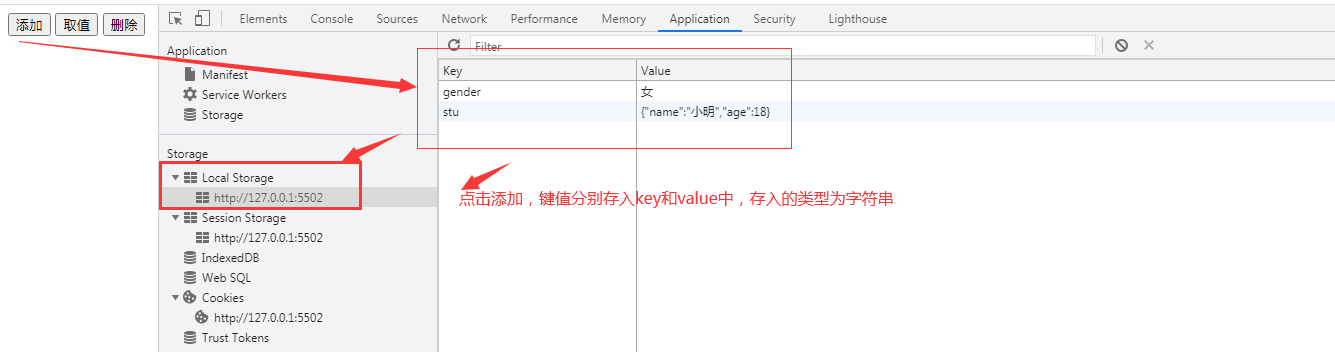 添加 取值 删除
Elements Console Sources Network Performance Memory Application Security Lighthouse
Application
Manifest
Service Workers
Storage
Storage
Local Storage
http://127.0.0.1:5502
Session Storage
http://127.0.0.1:5502
IndexedDB
Web SQL
Cookies
http://127.0.0.1:5502
Trust Tokens
Filter
Key Value
gender 女
stu {"name":"小明","age":18}
点击添加，键值分别存入key和value中，存入的类型为字符串